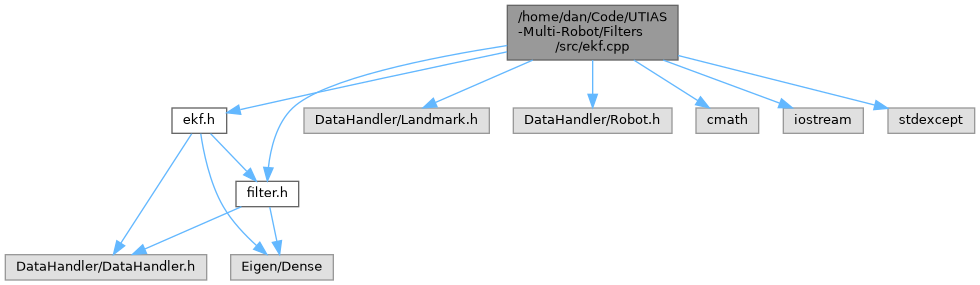 /home/dan/Code/UTIAS
-Multi-Robot/Filters
/src/ekf.cpp
ekf.h
DataHandler/Landmark.h
DataHandler/Robot.h
cmath
iostream
stdexcept
filter.h
DataHandler/DataHandler.h
Eigen/Dense